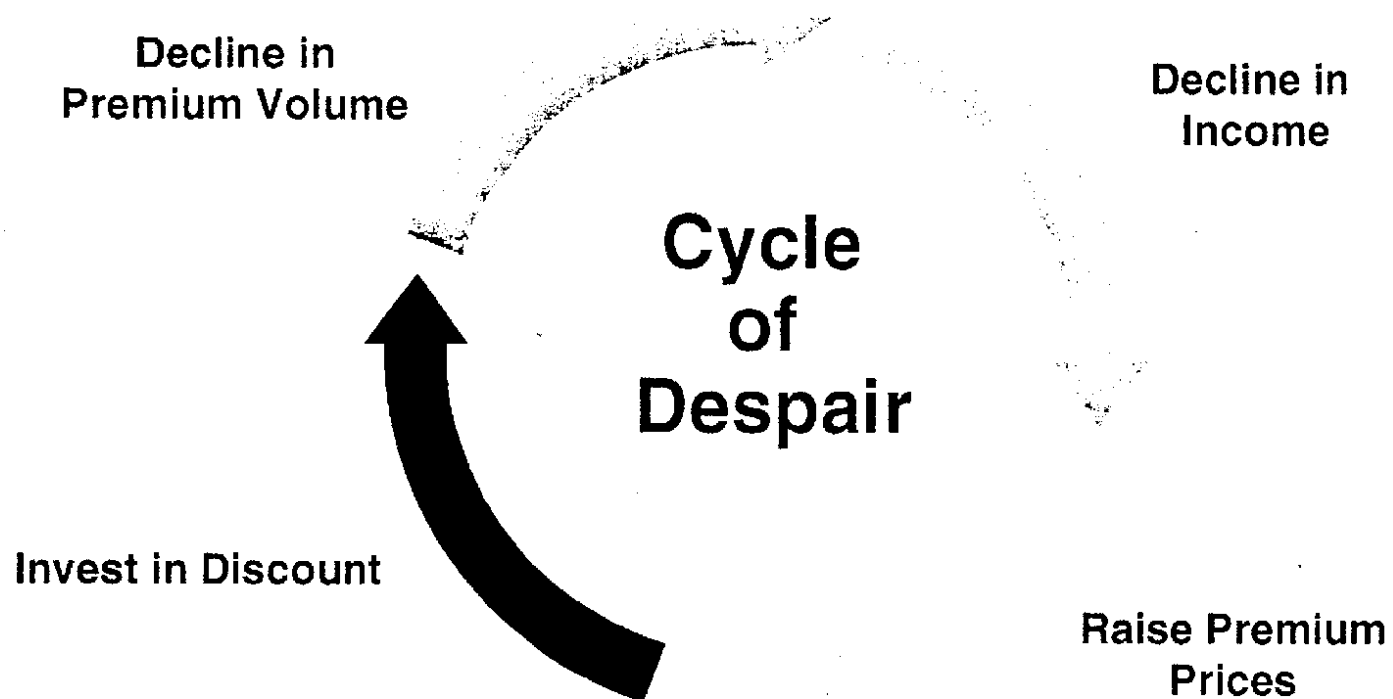 Decline in
Premium Volume
Decline in
Income
Cycle
of
Despair
Invest in Discount
Raise Premium
Prices